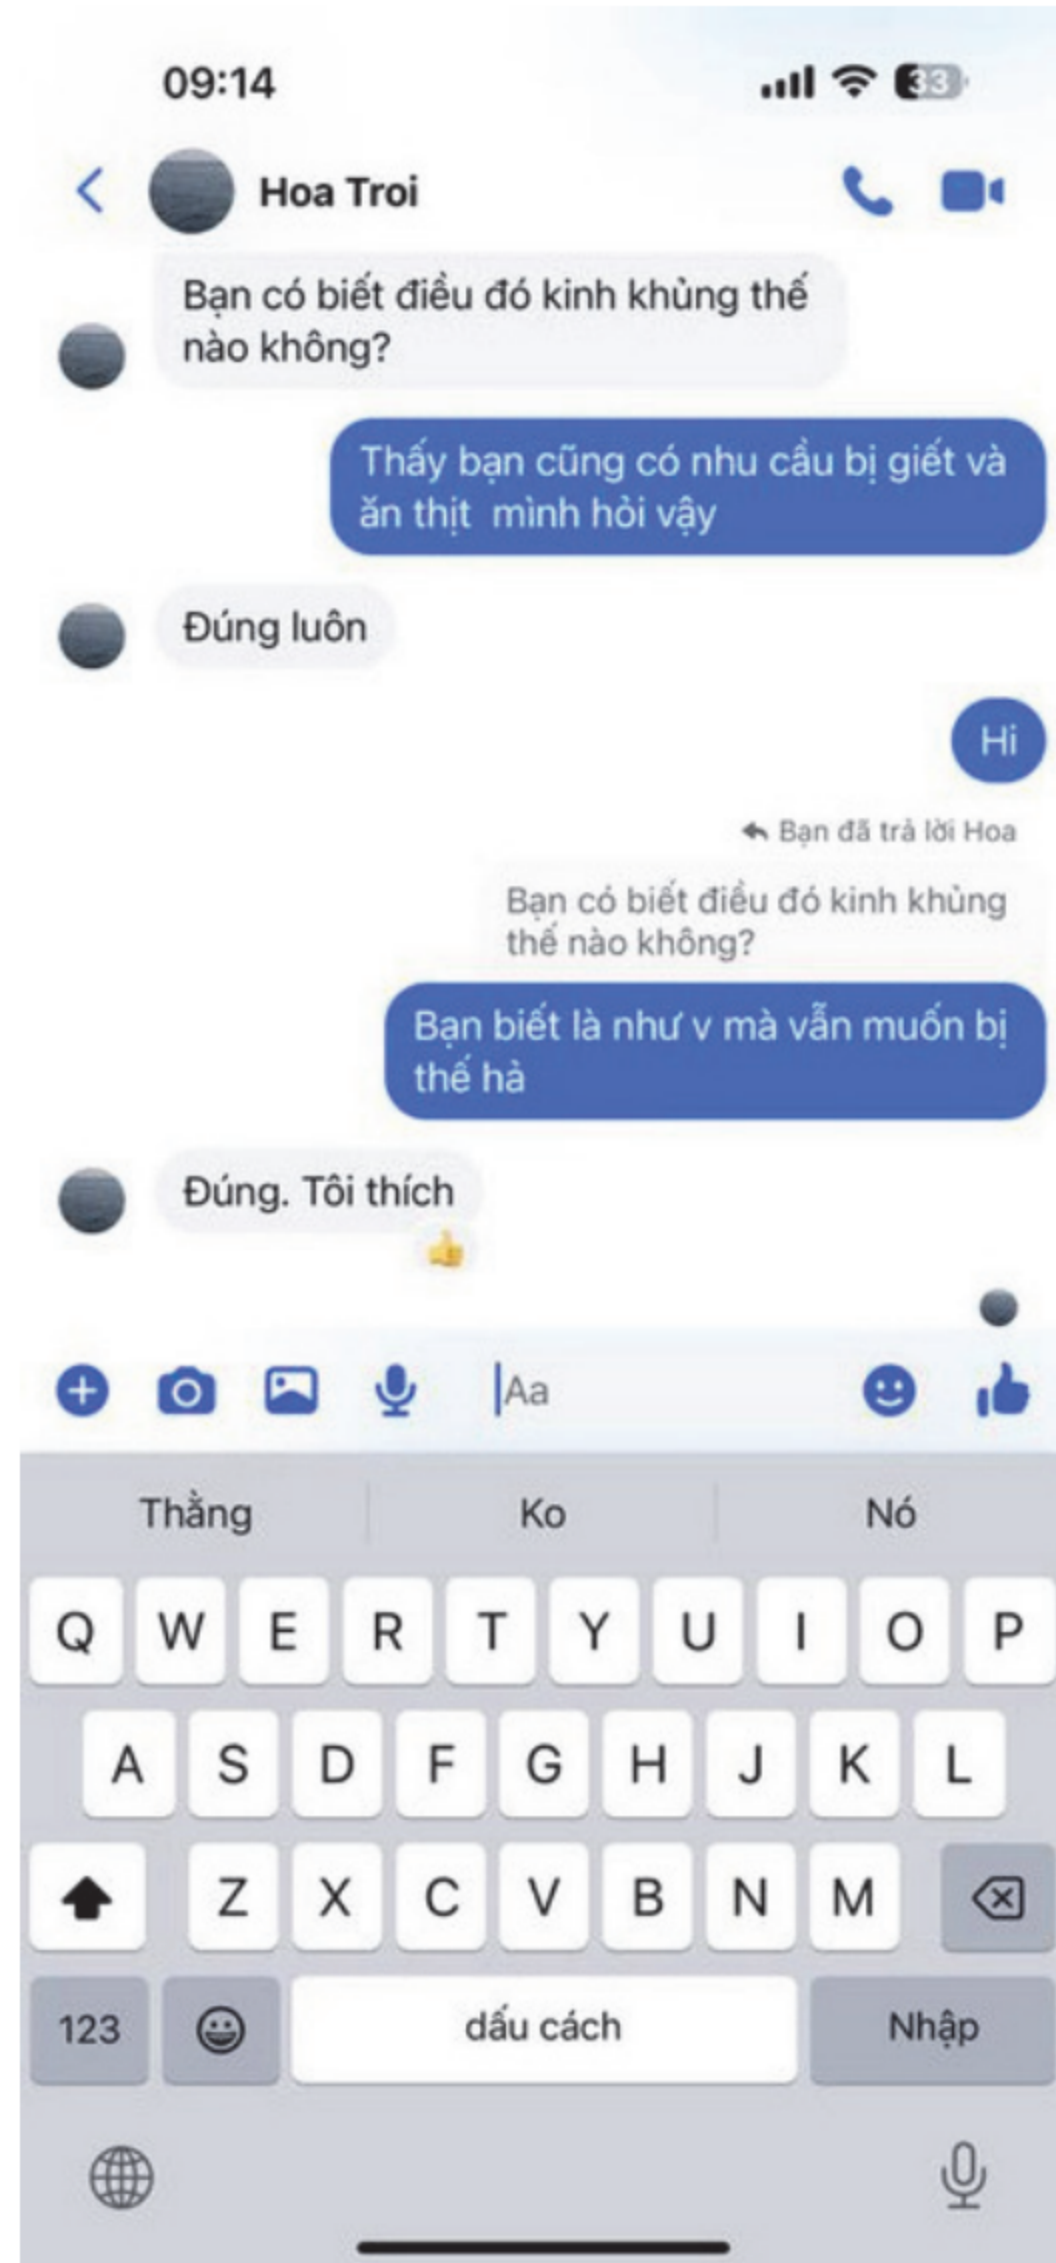 09:14
33
Hoa Troi
Bạn có biết điều đó kinh khủng thế
nào không?
Thấy bạn cũng có nhu cầu bị giết và
ăn thịt  mình hỏi vậy
Đúng luôn
Hi
Bạn đã trả lời Hoa
Bạn có biết điều đó kinh khủng
thế nào không?
Bạn biết là như v mà vẫn muốn bị
thế hả
Đúng. Tôi thích
Aa
Thằng Ko Nó
Q W E R T Y U I O P
A S D F G H J K L
Z X C V B N M
123 dấu cách Nhập